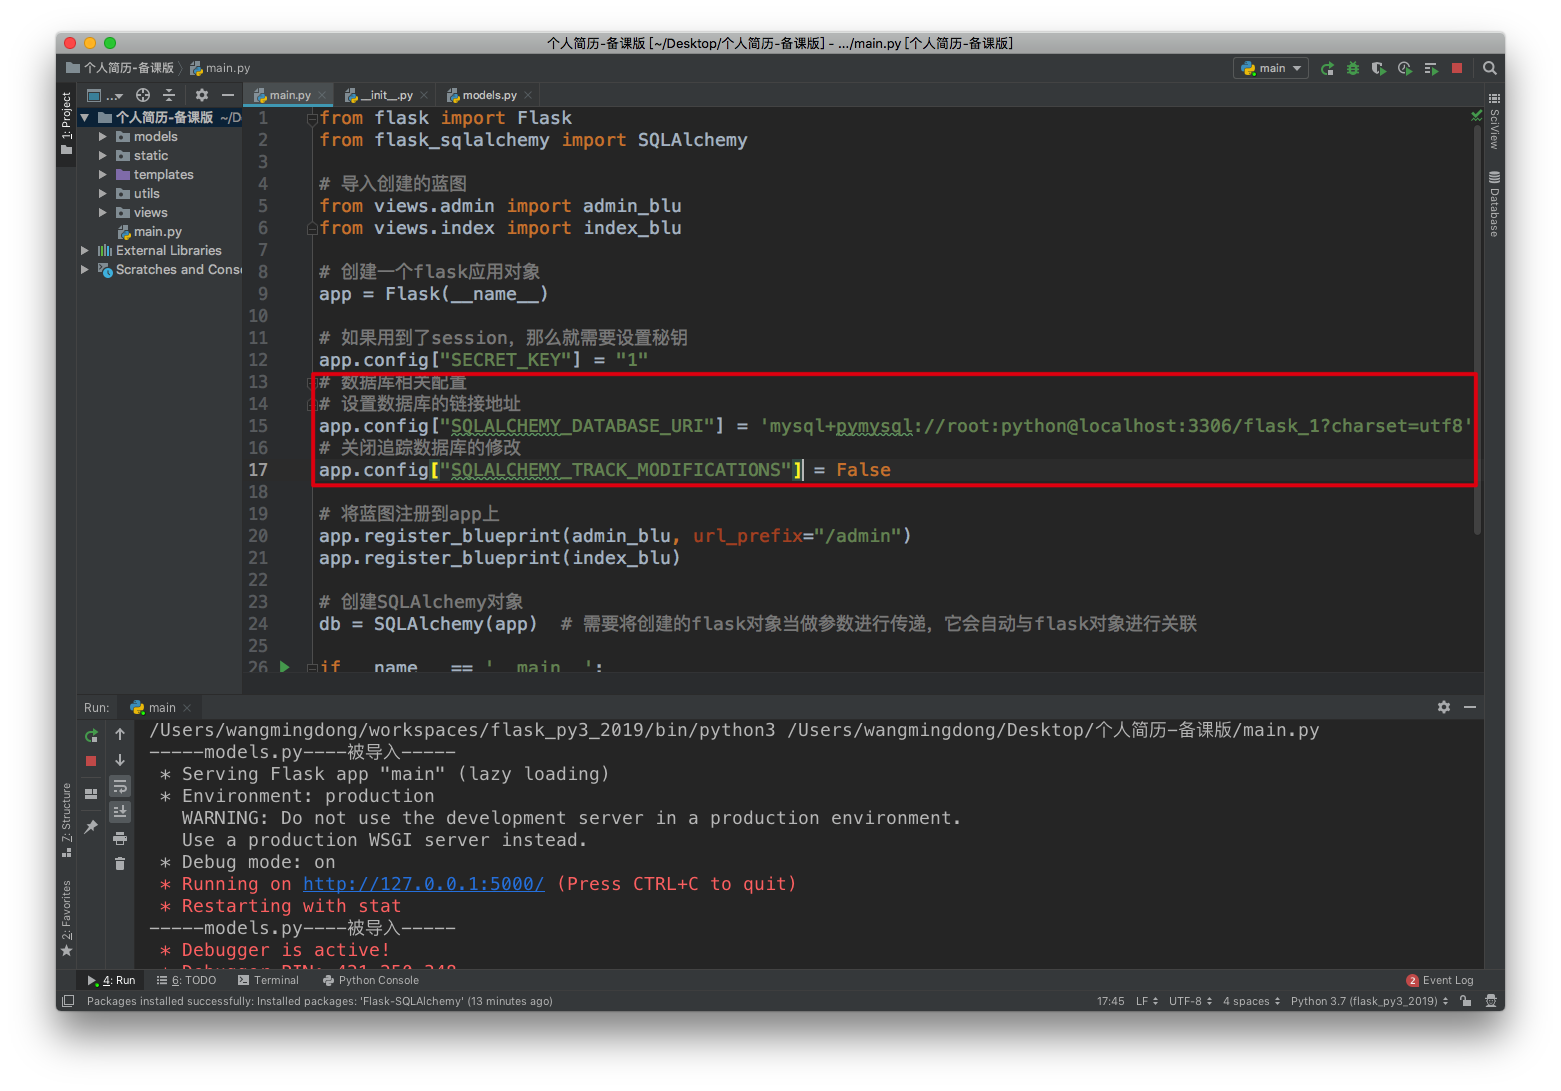 个人简历-备课版 [~/Desktop/个人简历-备课版] - .../main.py [个人简历-备课版]
个人简历-备课版 main.py
main
1: Project
...
main.py
__init__.py
models.py
个人简历-备课版 ~/D
models
static
templates
utils
views
main.py
External Libraries
Scratches and Conso
1 from flask import Flask
2 from flask_sqlalchemy import SQLAlchemy
3
4 # 导入创建的蓝图
5 from views.admin import admin_blu
6 from views.index import index_blu
7
8 # 创建一个flask应用对象
9 app = Flask(__name__)
10
11 # 如果用到了session，那么就需要设置秘钥
12 app.config["SECRET_KEY"] = "1"
13 # 数据库相关配置
14 # 设置数据库的链接地址
15 app.config["SQLALCHEMY_DATABASE_URI"] = 'mysql+pymysql://root:python@localhost:3306/flask_1?charset=utf8'
16 # 关闭追踪数据库的修改
17 app.config["SQLALCHEMY_TRACK_MODIFICATIONS"] = False
18
19 # 将蓝图注册到app上
20 app.register_blueprint(admin_blu, url_prefix="/admin")
21 app.register_blueprint(index_blu)
22
23 # 创建SQLAlchemy对象
24 db = SQLAlchemy(app)  # 需要将创建的flask对象当做参数进行传递，它会自动与flask对象进行关联
25
26 if __name__ == '__main__':
SciView
Database
Run: main
/Users/wangmingdong/workspaces/flask_py3_2019/bin/python3 /Users/wangmingdong/Desktop/个人简历-备课版/main.py
-----models.py----被导入-----
* Serving Flask app "main" (lazy loading)
* Environment: production
WARNING: Do not use the development server in a production environment.
Use a production WSGI server instead.
* Debug mode: on
* Running on http://127.0.0.1:5000/ (Press CTRL+C to quit)
* Restarting with stat
-----models.py----被导入-----
* Debugger is active!
* Debugger PIN: 421-250-348
Z: Structure
2: Favorites
4: Run
6: TODO
Terminal
Python Console
2 Event Log
Packages installed successfully: Installed packages: 'Flask-SQLAlchemy' (13 minutes ago)
17:45 LF UTF-8 4 spaces Python 3.7 (flask_py3_2019)